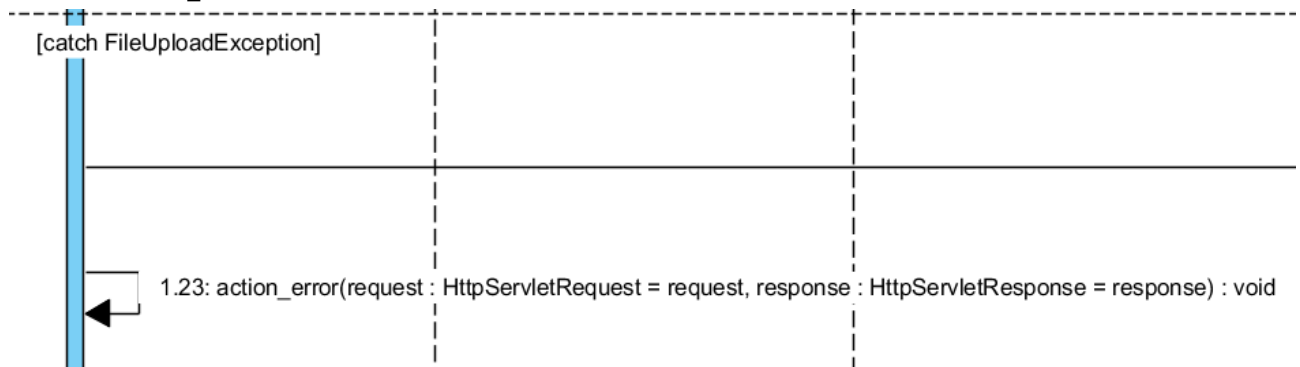 [catch FileUploadException]
1.23: action_error(request : HttpServletRequest = request, response : HttpServletResponse = response) : void